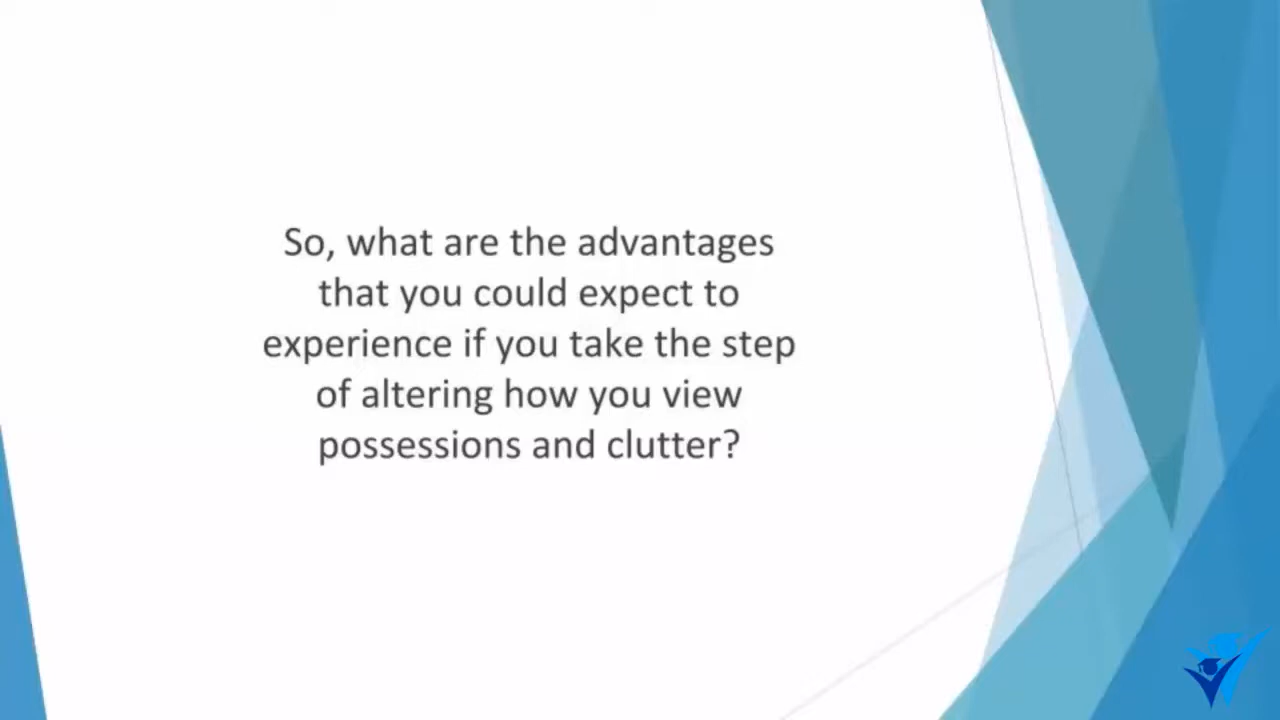 So, what are the advantages
that you could expect to
experience if you take the step
of altering how you view
possessions and clutter?